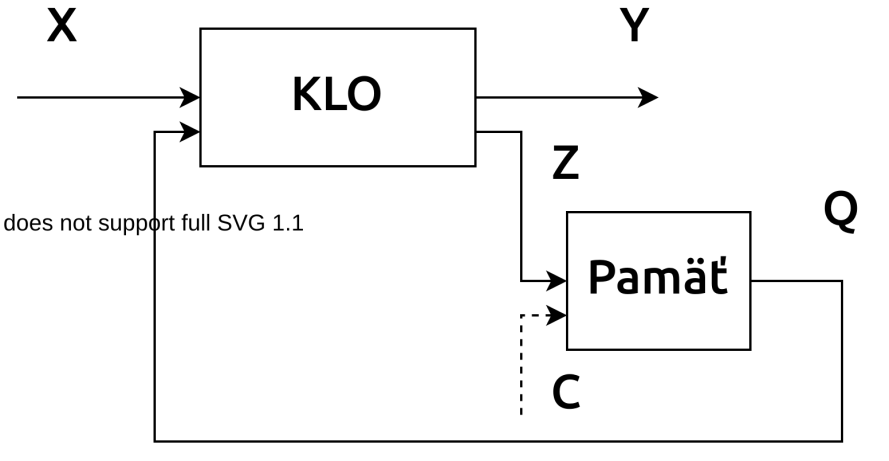 X
Y
KLO
Z
Q
does not support full SVG 1.1
Pamäť
C